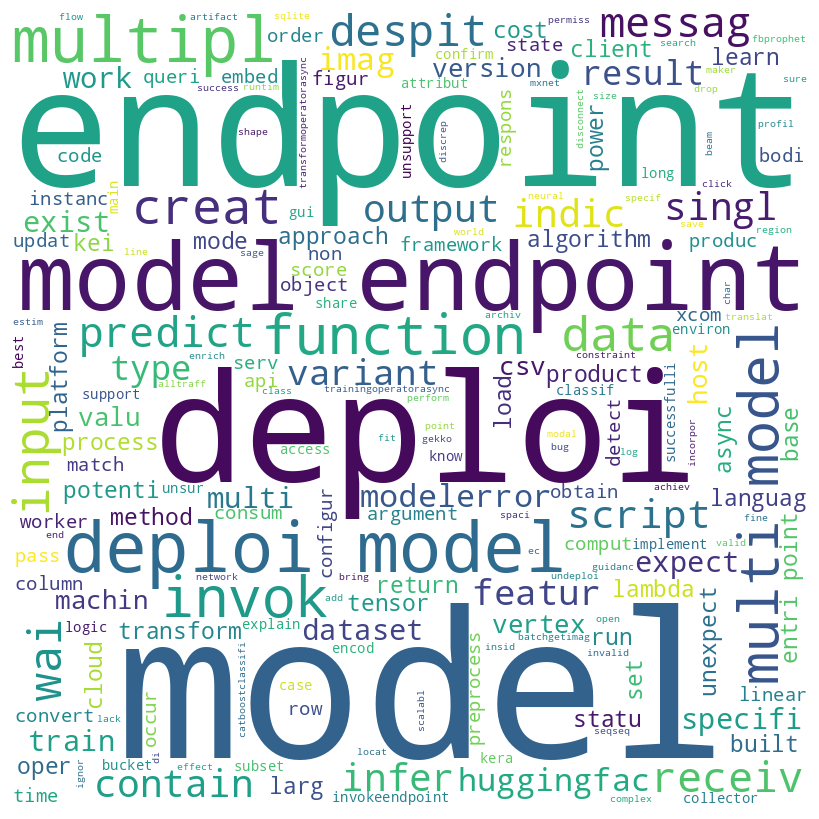 flow artifact sqlite
multipl despit cost order state client messag permiss search fbprophet
work queri embed figur imag confirm version result learn maker sure
success runtim attribut mxnet size drop
endpoint
code shape transformoperatorasync unsupport discrep respons disconnect power long beam profil bodi
instanc main creat gui output neural indic specif singl click
exist updat kei line mode sage approach non world framework algorithm save produc region
score object share archiv xcom char translat environ
model endpoint
estim best predict function data constraint
platform type enrich serv variant csv product host model
input support valu alltraff api class trainingoperatorasync load classif detect successfulli async base
process access perform point fit gekko know modal bug log incorpor
deploi
match potenti unsur multi modelerror obtain achiev languag
worker end method consum configur argument spaci ec script expect
pass deploi model comput implement fine valid
column network invok add return undeploi guidanc featur lambda
machin bring tensor open
wai logic transform explain dataset vertex run unexpect multi entri point
cloud lack encod insid batchgetimag invalid set linear
model
convert occur catboostclassifi case row preprocess scalabl statu specifi
train di locat seqseq built
oper ignor bucket effect subset kera
time contain larg infer huggingfac receiv
invokeendpoint complex collector